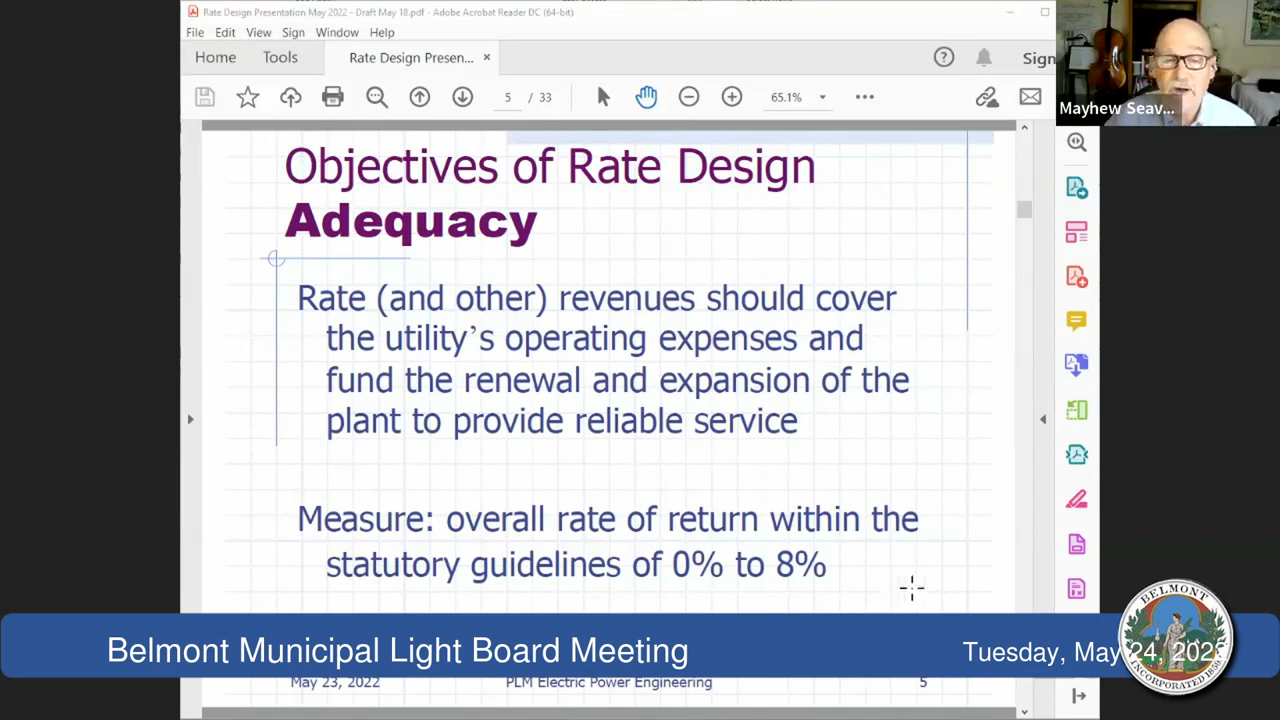 Rate Design Presentation May 2022 - Draft May 18.pdf - Adobe Acrobat Reader DC (64-bit)
File Edit View Sign Window Help
Home Tools Rate Design Presen... × Sign
5 / 33 65.1%
Mayhew Seav...
Objectives of Rate Design
Adequacy
Rate (and other) revenues should cover
the utility’s operating expenses and
fund the renewal and expansion of the
plant to provide reliable service
Measure: overall rate of return within the
statutory guidelines of 0% to 8%
Belmont Municipal Light Board Meeting
Tuesday, May 24, 202
BELMONT
INCORPORATED 1859
May 23, 2022 PLM Electric Power Engineering 5